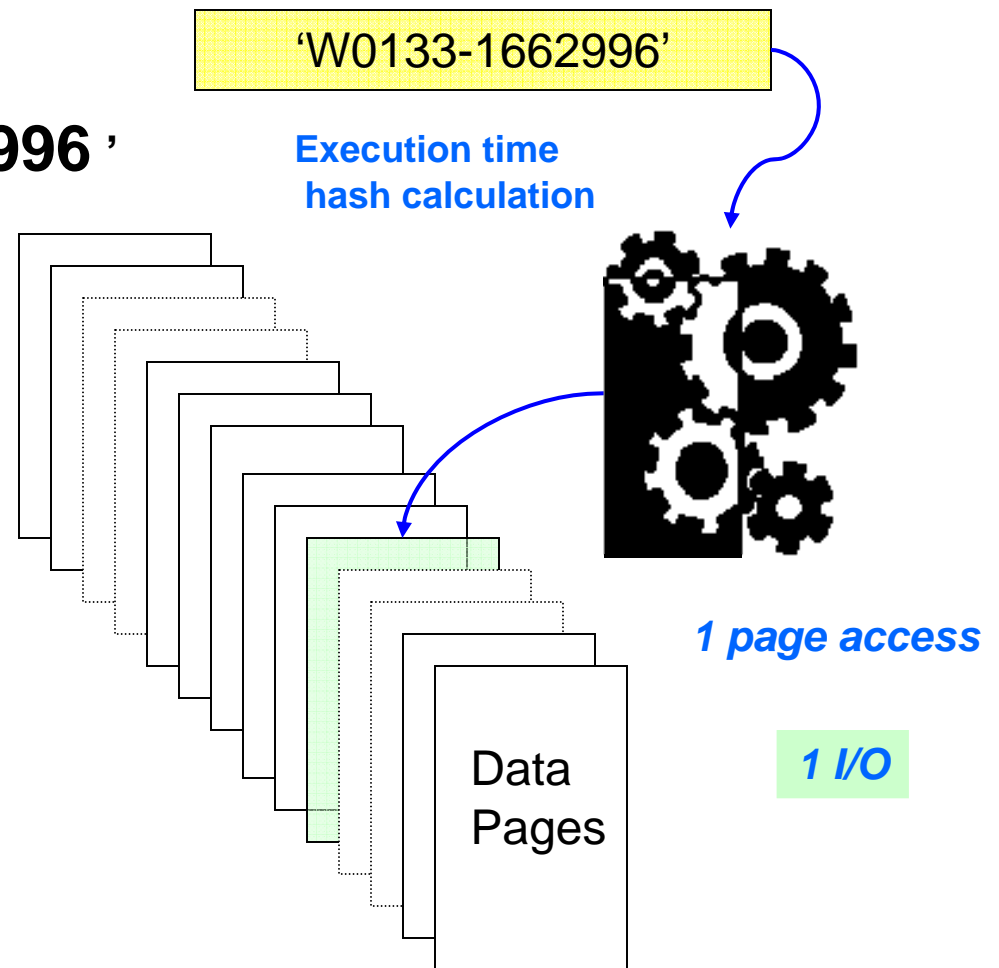 ‘W0133-1662996’
996 ’
Execution time
hash calculation
1 page access
1 I/O
Data
Pages